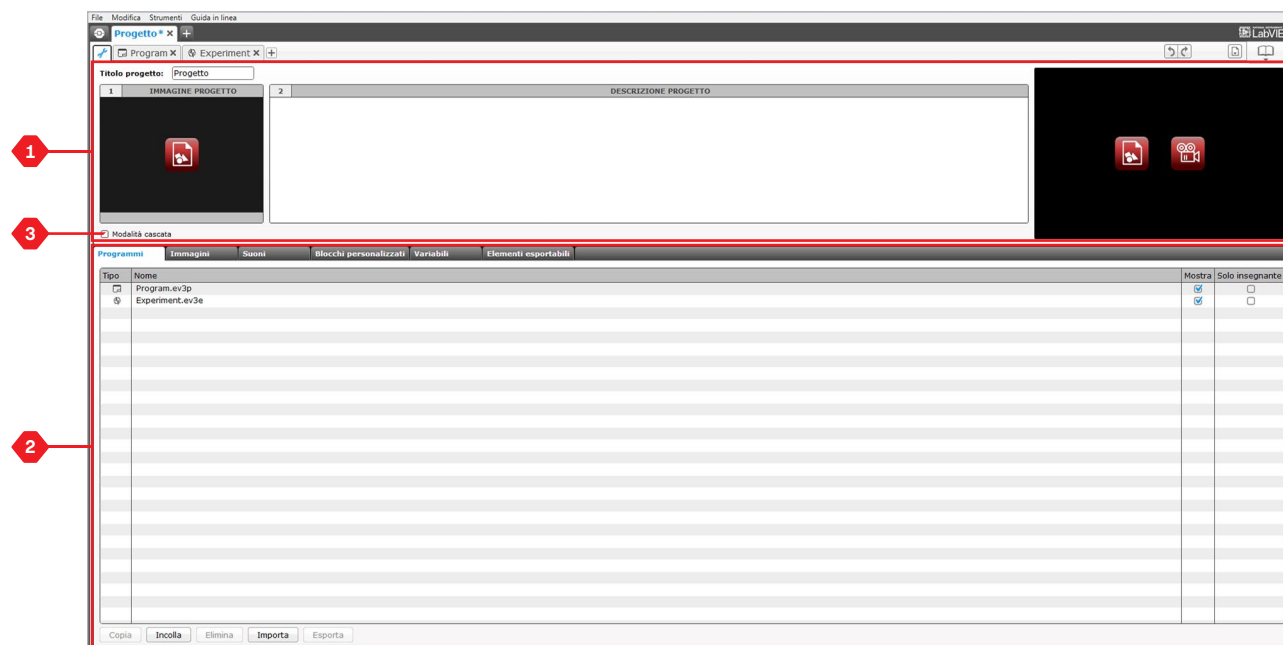 File Modifica Strumenti Guida in linea
Progetto* × +
LabVIE
Program × Experiment × +
Titolo progetto: Progetto
1 IMMAGINE PROGETTO 2 DESCRIZIONE PROGETTO
1
3
Modalità cascata
Programmi Immagini Suoni Blocchi personalizzati Variabili Elementi esportabili
Tipo Nome Mostra Solo insegnante
Program.ev3p
Experiment.ev3e
2
Copia Incolla Elimina Importa Esporta